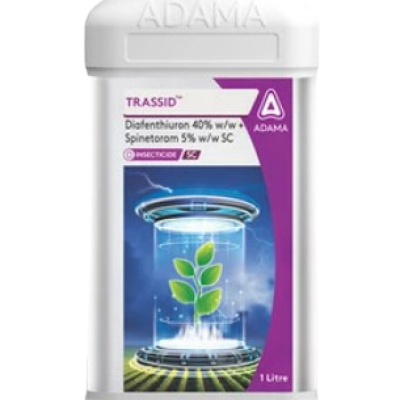 ADAMA
TRASSID™
Diafenthiuron 40% w/w +
Spinetoram 5% w/w SC
ADAMA
INSECTICIDE SC
1 Litre